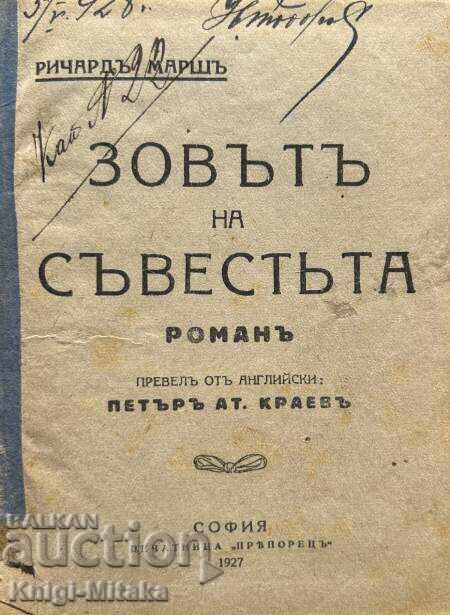 РИЧАРДЪ МАРШЪ
ЗОВЪТЪ
НА
СЪВЕСТЬТА
РОМАНЪ
ПРЕВЕЛЪ ОТЪ АНГЛИЙСКИ:
ПЕТЪРЪ АТ. КРАЕВЪ
СОФИЯ
ПЕЧАТНИЦА „ПРѢПОРЕЦЪ"
1927
BALKAN
auction
Knigi-Mitaka